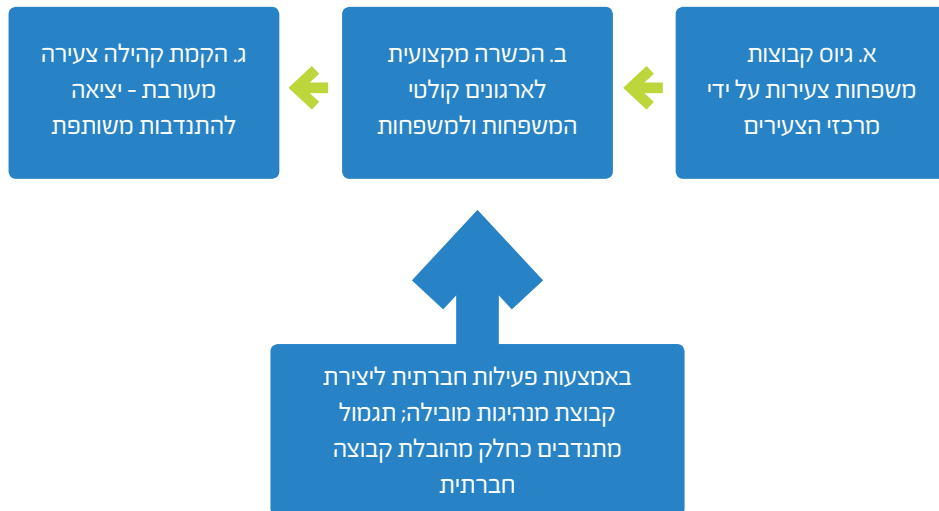 א. גיוס קבוצות
משפחות צעירות על ידי
מרכזי הצעירים
ב. הכשרה מקצועית
לארגונים קולטי
המשפחות ולמשפחות
ג. הקמת קהילה צעירה
מעורבת - יציאה
להתנדבות משותפת
באמצעות פעילות חברתית ליצירת
קבוצת מנהיגות מובילה; תגמול
מתנדבים כחלק מהובלת קבוצה
חברתית